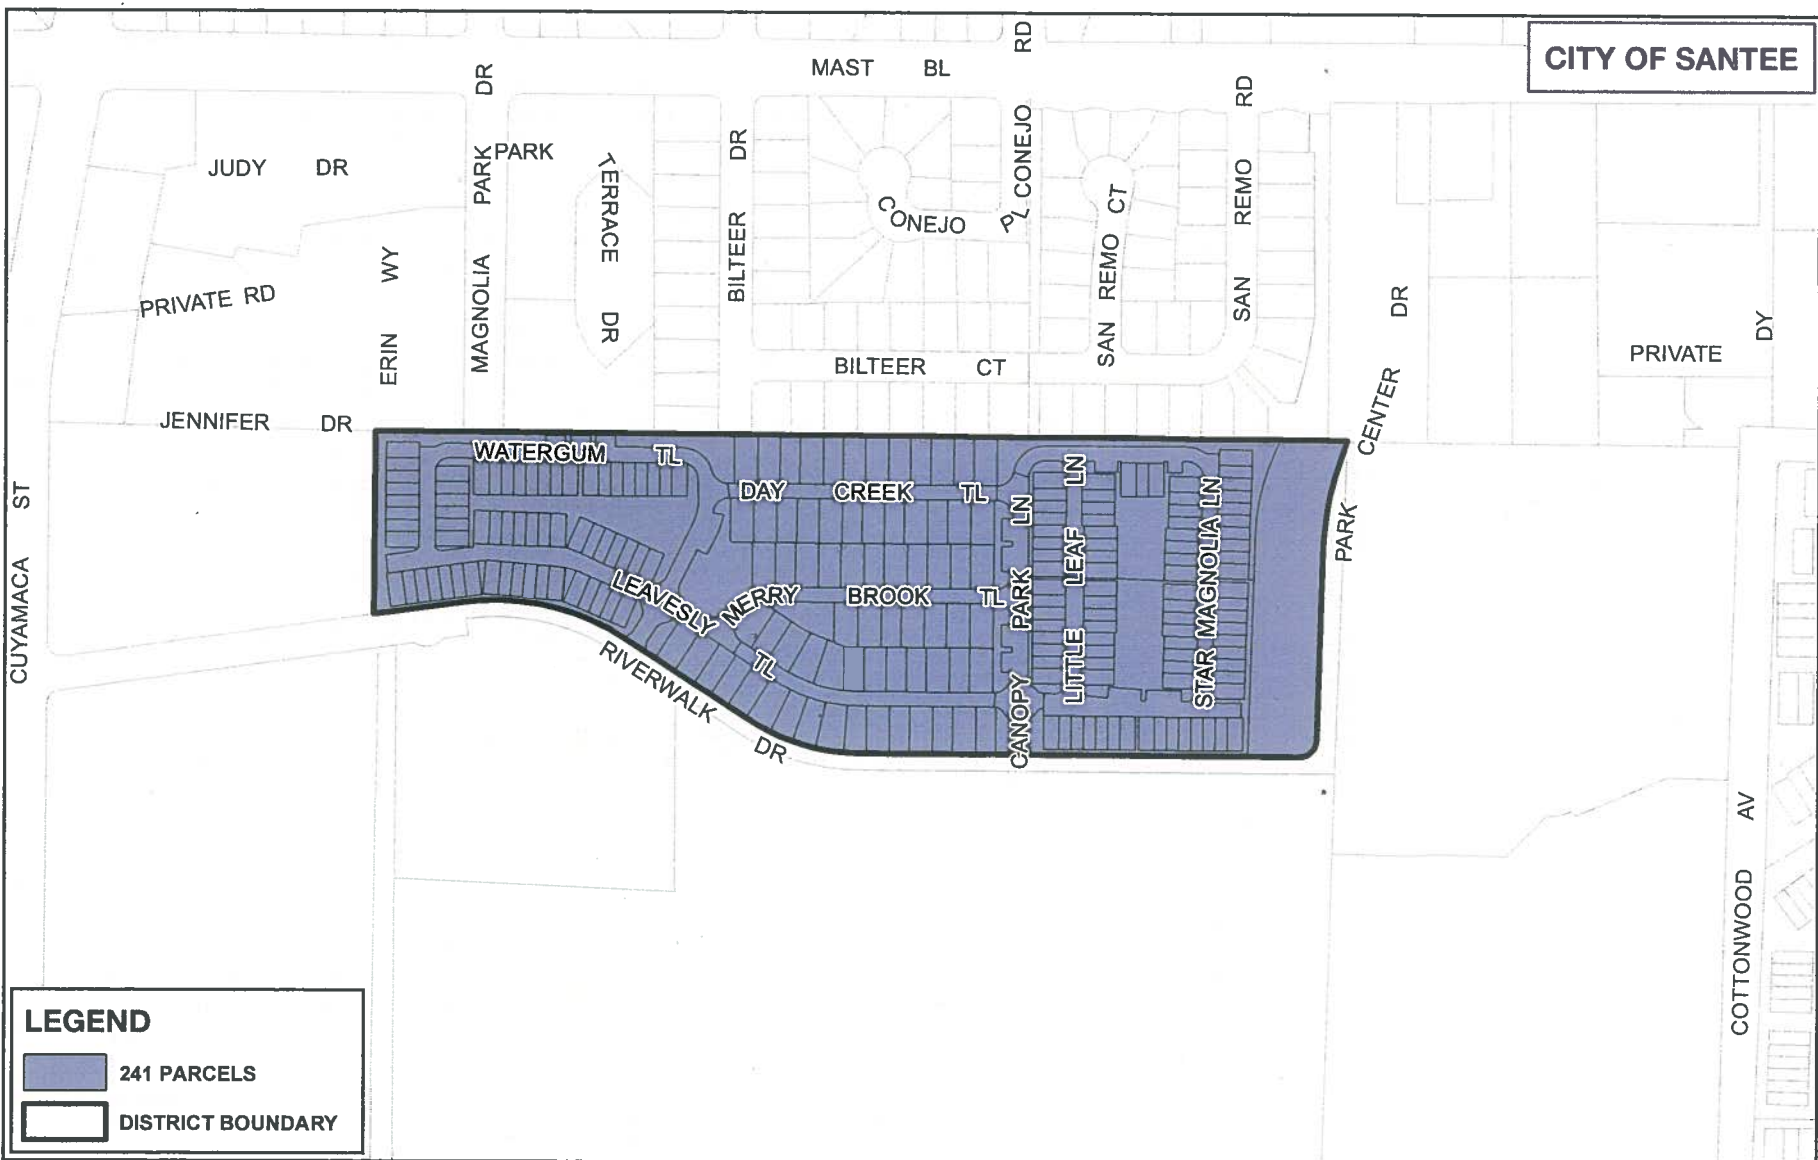 CITY OF SANTEE
MAST BL
JUDY DR
PRIVATE RD
ERIN WY
JENNIFER DR
MAGNOLIA PARK DR
PARK
TERRACE DR
BILTEER DR
CONEJO PL
CONEJO RD
BILTEER CT
SAN REMO CT
SAN REMO RD
PARK CENTER DR
PRIVATE DY
CUYAMACA ST
WATERGUM TL
DAY CREEK TL
LEAVESLY TL
MERRY BROOK TL
CANOPY PARK LN
LITTLE LEAF LN
STAR MAGNOLIA LN
RIVERWALK DR
COTTONWOOD AV
LEGEND
241 PARCELS
DISTRICT BOUNDARY